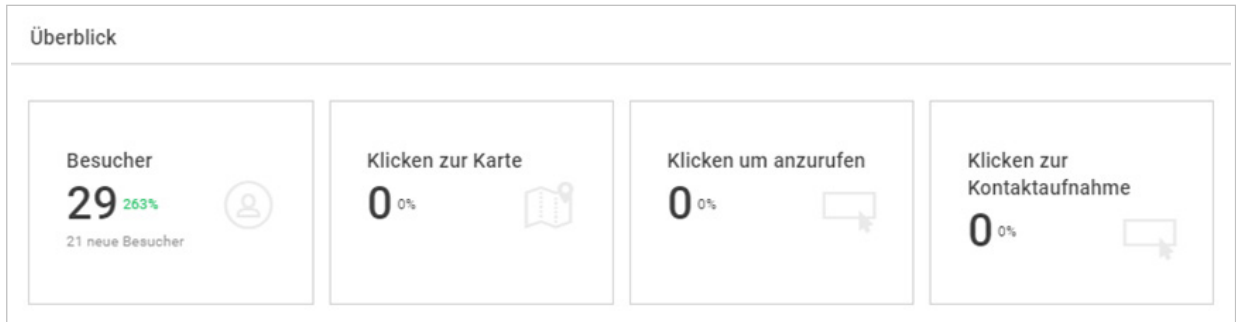 Überblick
Besucher
29 263%
21 neue Besucher
Klicken zur Karte
0 0%
Klicken um anzurufen
0 0%
Klicken zur
Kontaktaufnahme
0 0%